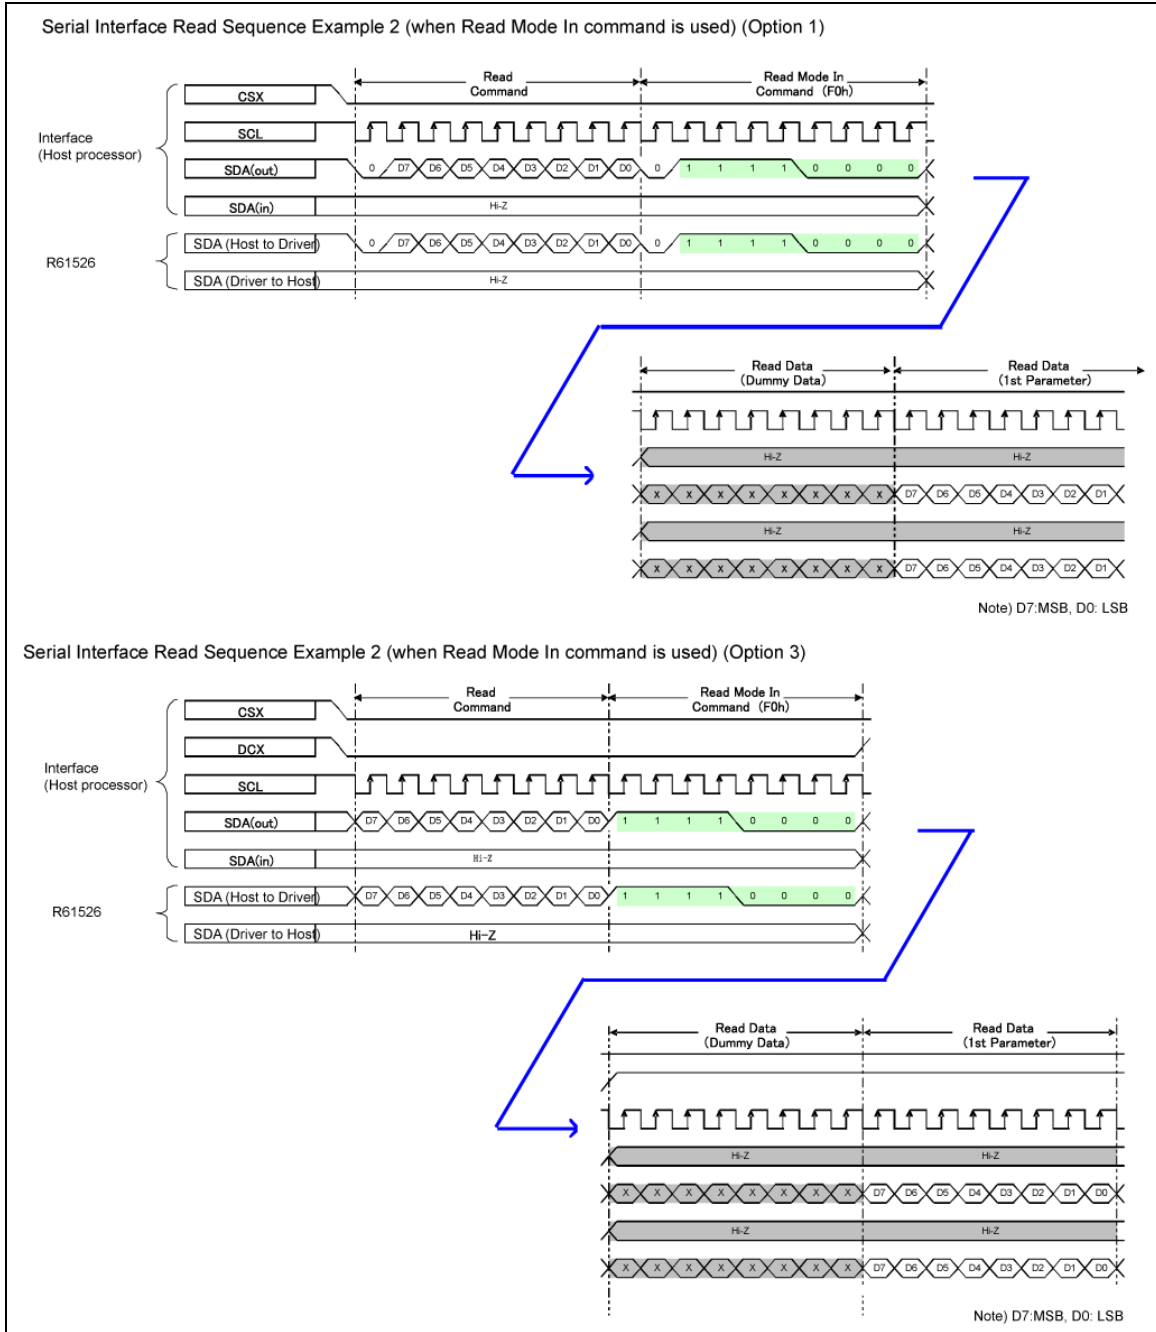 Serial Interface Read Sequence Example 2 (when Read Mode In command is used) (Option 1)
Read Command
Read Mode In Command (F0h)
CSX
Interface (Host processor)
SCL
SDA(out)
0 D7 D6 D5 D4 D3 D2 D1 D0 0 1 1 1 1 0 0 0 0
SDA(in)
Hi-Z
R61526
SDA (Host to Driver)
0 D7 D6 D5 D4 D3 D2 D1 D0 0 1 1 1 1 0 0 0 0
SDA (Driver to Host)
Hi-Z
Read Data (Dummy Data)
Read Data (1st Parameter)
Hi-Z Hi-Z
X X X X X X X X D7 D6 D5 D4 D3 D2 D1
Hi-Z Hi-Z
X X X X X X X X D7 D6 D5 D4 D3 D2 D1
Note) D7:MSB, D0: LSB
Serial Interface Read Sequence Example 2 (when Read Mode In command is used) (Option 3)
Read Command
Read Mode In Command (F0h)
CSX
DCX
Interface (Host processor)
SCL
SDA(out)
D7 D6 D5 D4 D3 D2 D1 D0 1 1 1 1 0 0 0 0
SDA(in)
Hi-Z
R61526
SDA (Host to Driver)
D7 D6 D5 D4 D3 D2 D1 D0 1 1 1 1 0 0 0 0
SDA (Driver to Host)
Hi-Z
Read Data (Dummy Data)
Read Data (1st Parameter)
Hi-Z Hi-Z
X X X X X X X X D7 D6 D5 D4 D3 D2 D1 D0
Hi-Z Hi-Z
X X X X X X X X D7 D6 D5 D4 D3 D2 D1 D0
Note) D7:MSB, D0: LSB